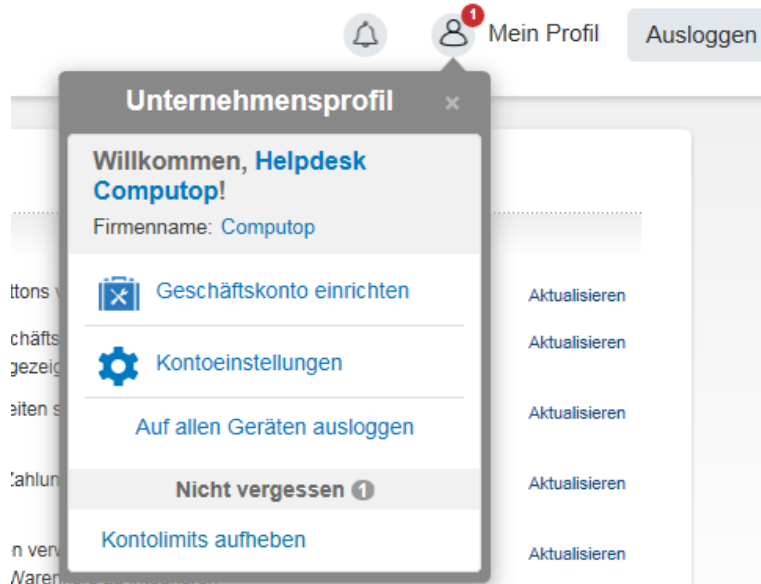 1
Mein Profil
Ausloggen
Unternehmensprofil ×
Willkommen, Helpdesk
Computop!
Firmenname: Computop
Geschäftskonto einrichten
Aktualisieren
Aktualisieren
Kontoeinstellungen
Aktualisieren
Auf allen Geräten ausloggen
Aktualisieren
Nicht vergessen 1
Kontolimits aufheben
Aktualisieren